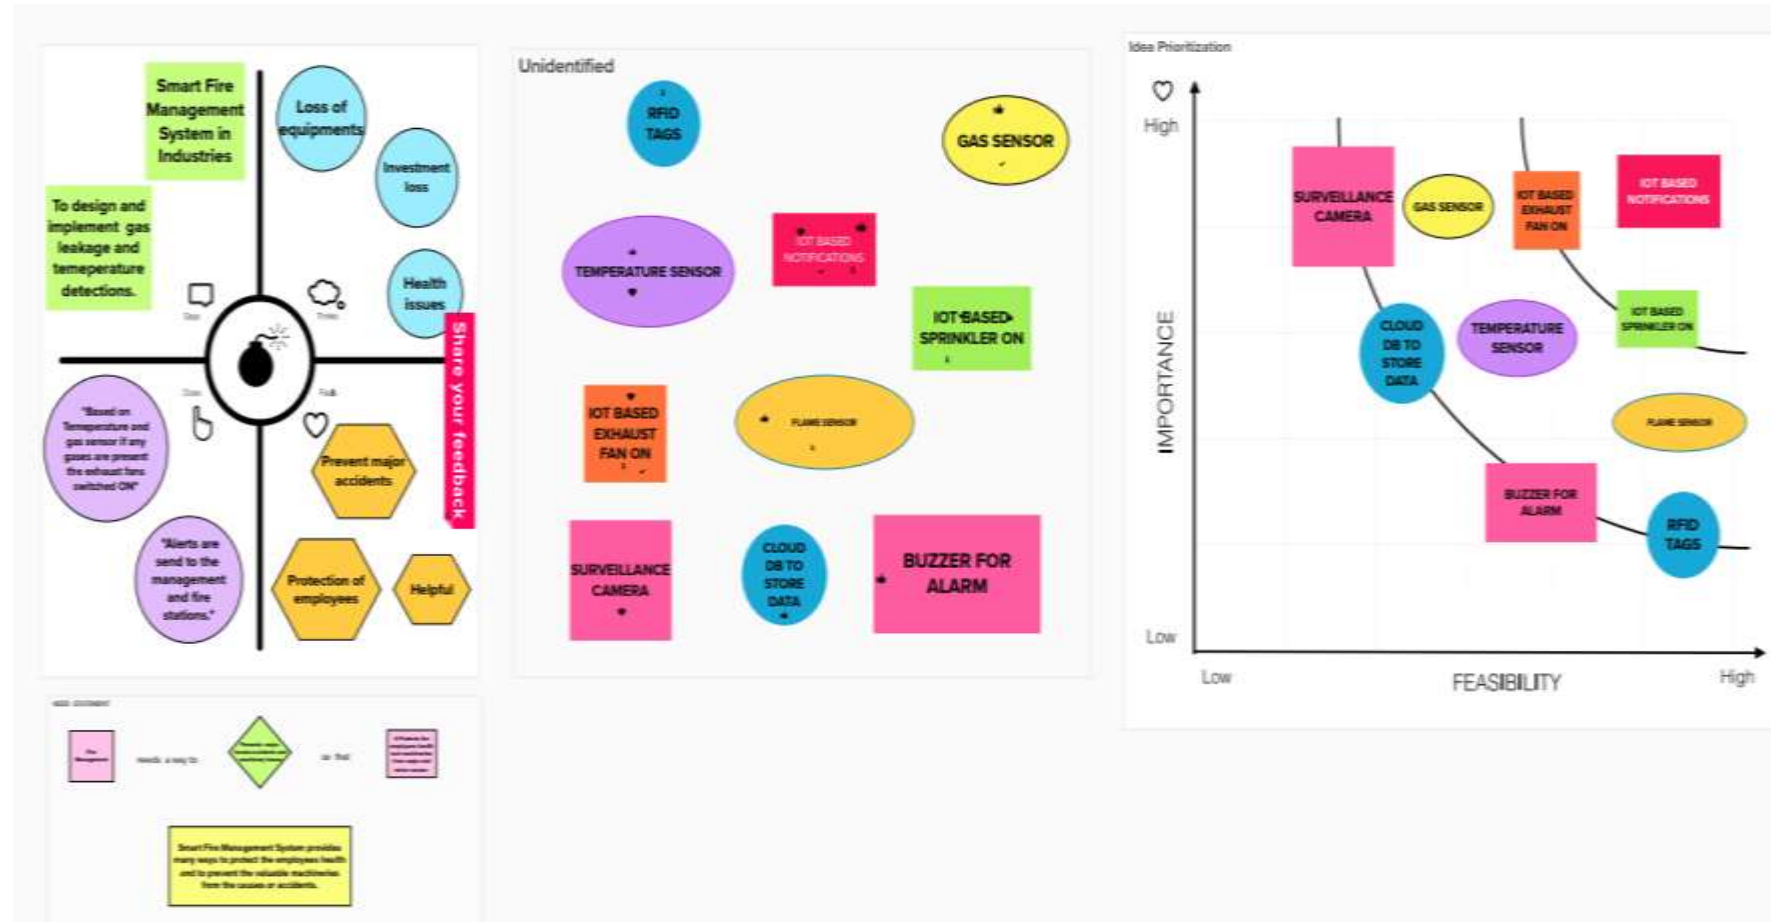 Smart Fire
Management
System in
Industries
To design and
implement gas
leakage and
temeperature
detections.
Loss of
equipments
Investment
loss
Health
issues
Share your feedback
"Based on
Temeperature and
gas sensor if any
gases are present
the exhaust fans
switched ON"
"Alerts are
send to the
management
and fire
stations."
Prevent major
accidents
Protection of
employees
Helpful
needs a way to
so that
Smart Fire Management System provides
many ways to protect the employees health
and to prevent the valuable machineries
from the causes or accidents.
Unidentified
RFID
TAGS
GAS SENSOR
TEMPERATURE SENSOR
IOT BASED
NOTIFICATIONS
IOT BASED
SPRINKLER ON
IOT BASED
EXHAUST
FAN ON
FLAME SENSOR
SURVEILLANCE
CAMERA
CLOUD
DB TO
STORE
DATA
BUZZER FOR
ALARM
Idea Prioritization
High
IMPORTANCE
Low
SURVEILLANCE
CAMERA
GAS SENSOR
IOT BASED
EXHAUST
FAN ON
IOT BASED
NOTIFICATIONS
CLOUD
DB TO
STORE
DATA
TEMPERATURE
SENSOR
IOT BASED
SPRINKLER ON
FLAME SENSOR
BUZZER FOR
ALARM
RFID
TAGS
Low
FEASIBILITY
High